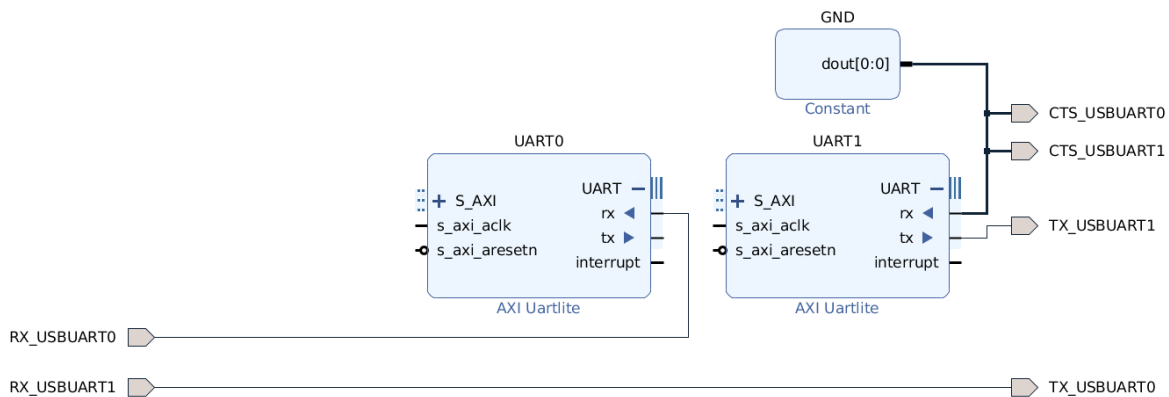 GND
dout[0:0]
Constant
CTS_USBUART0
CTS_USBUART1
UART0
UART
S_AXI
rx
s_axi_aclk
tx
s_axi_aresetn
interrupt
AXI Uartlite
UART1
UART
S_AXI
rx
s_axi_aclk
tx
s_axi_aresetn
interrupt
AXI Uartlite
TX_USBUART1
RX_USBUART0
RX_USBUART1
TX_USBUART0